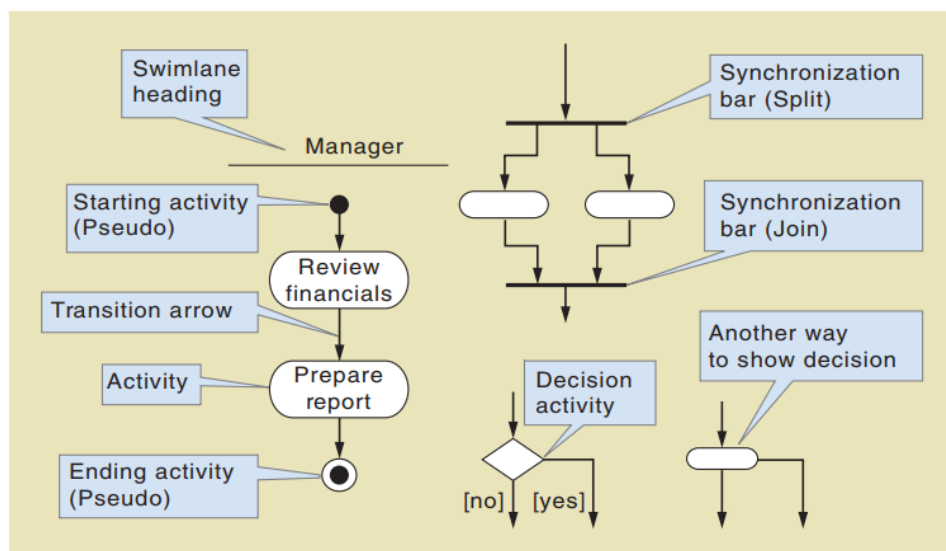 Swimlane
heading
Manager
Starting activity
(Pseudo)
Review
financials
Transition arrow
Activity
Prepare
report
Ending activity
(Pseudo)
Synchronization
bar (Split)
Synchronization
bar (Join)
Decision
activity
[no] [yes]
Another way
to show decision